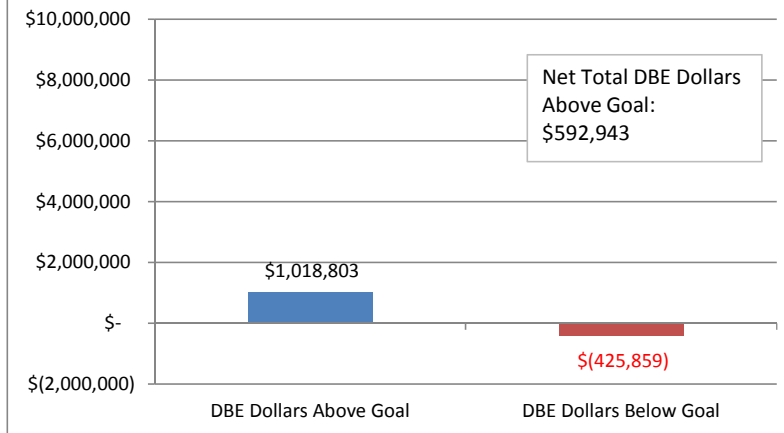 $10,000,000
$8,000,000
$6,000,000
$4,000,000
$2,000,000
$-
$(2,000,000)
Net Total DBE Dollars
Above Goal:
$592,943
$1,018,803
$(425,859)
DBE Dollars Above Goal
DBE Dollars Below Goal